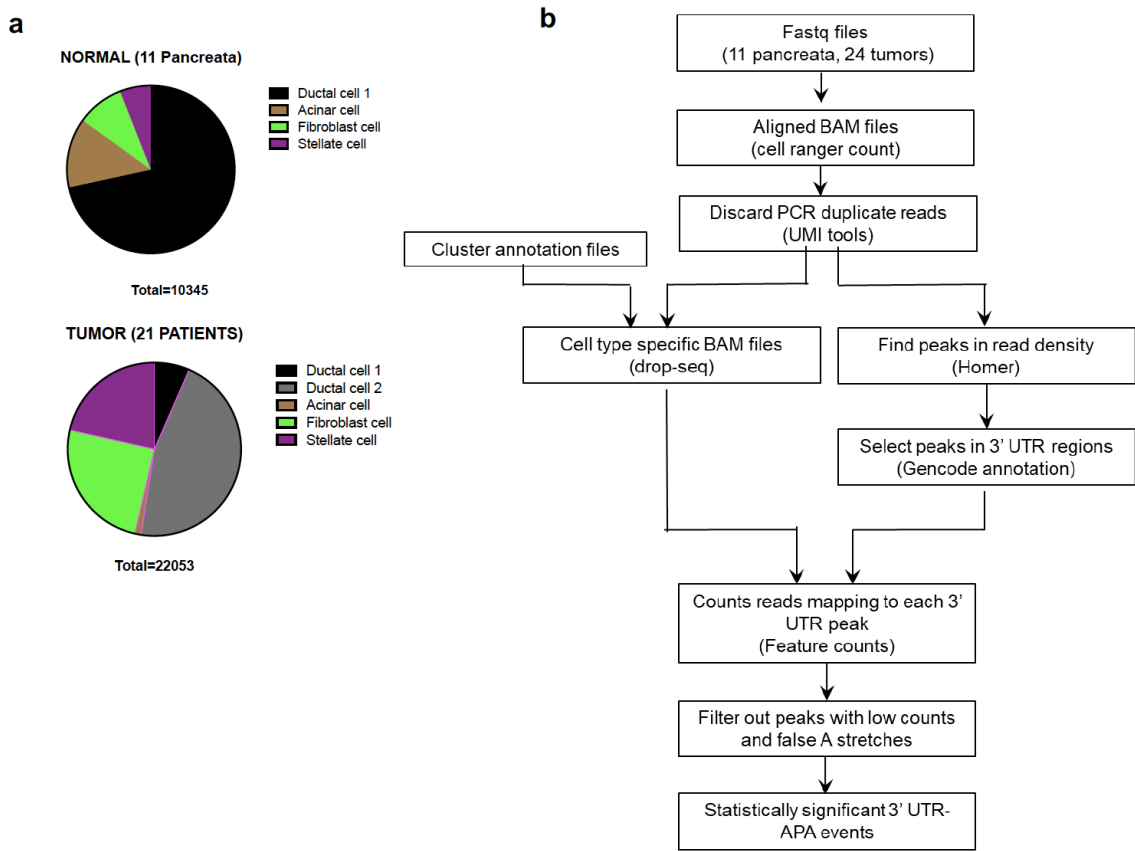 a
NORMAL (11 Pancreata)
Ductal cell 1
Acinar cell
Fibroblast cell
Stellate cell
Total=10345
TUMOR (21 PATIENTS)
Ductal cell 1
Ductal cell 2
Acinar cell
Fibroblast cell
Stellate cell
Total=22053
b
Fastq files
(11 pancreata, 24 tumors)
Aligned BAM files
(cell ranger count)
Discard PCR duplicate reads
(UMI tools)
Cluster annotation files
Cell type specific BAM files
(drop-seq)
Find peaks in read density
(Homer)
Select peaks in 3’ UTR regions
(Gencode annotation)
Counts reads mapping to each 3’
UTR peak
(Feature counts)
Filter out peaks with low counts
and false A stretches
Statistically significant 3’ UTR-
APA events